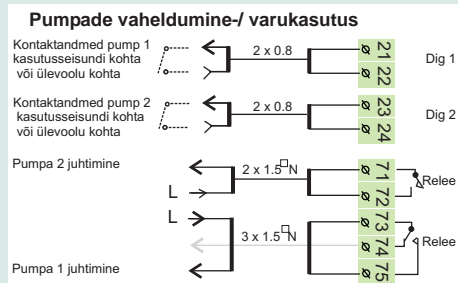 Pumpade vaheldumine-/ varukasutus
Kontaktandmed pump 1
kasutusseisundi kohta
või ülevoolu kohta
2 x 0.8
21
22
Dig 1
Kontaktandmed pump 2
kasutusseisundi kohta
või ülevoolu kohta
2 x 0.8
23
24
Dig 2
Pumpa 2 juhtimine
L
2 x 1.5□N
71
72
Relee
L
3 x 1.5□N
73
74
75
Relee
Pumpa 1 juhtimine